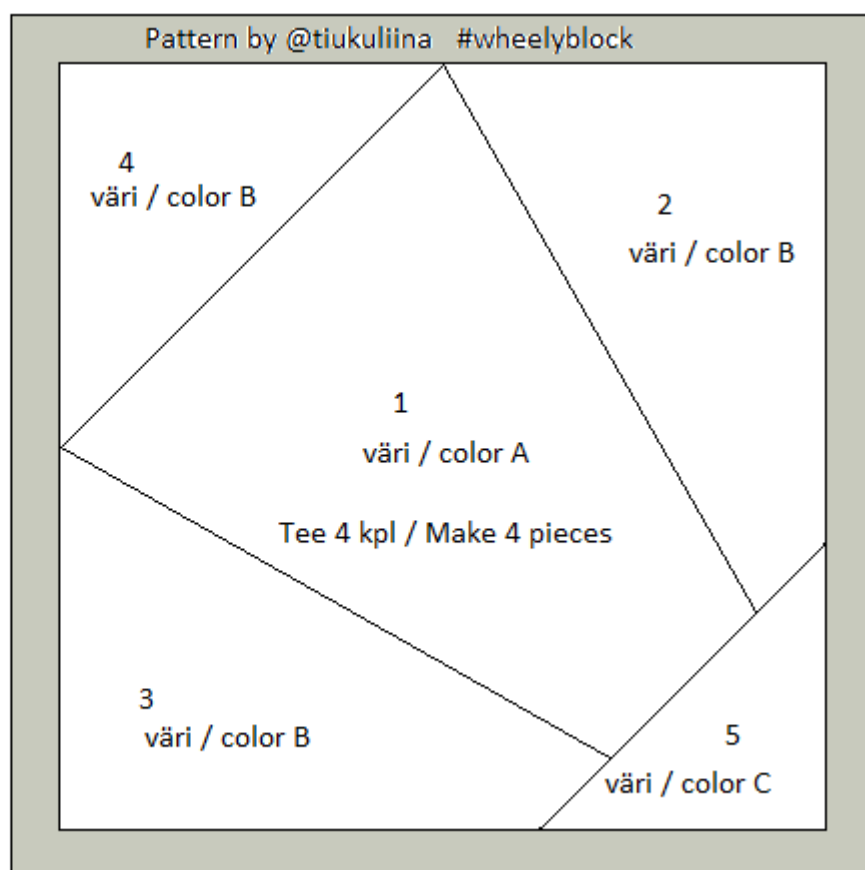 Pattern by @tiukuliina #wheelyblock
4
väri / color B
2
väri / color B
1
väri / color A
Tee 4 kpl / Make 4 pieces
3
väri / color B
5
väri / color C